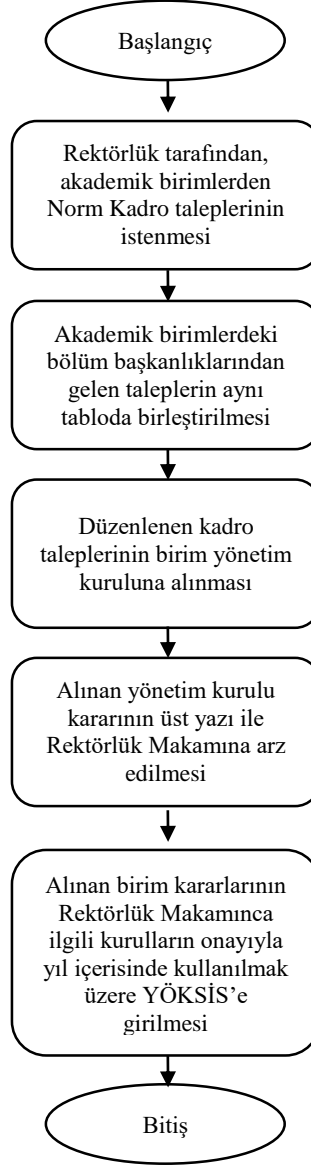 Başlangıç
Rektörlük tarafından,
akademik birimlerden
Norm Kadro taleplerinin
istenmesi
Akademik birimlerdeki
bölüm başkanlıklarından
gelen taleplerin aynı
tabloda birleştirilmesi
Düzenlenen kadro
taleplerinin birim yönetim
kuruluna alınması
Alınan yönetim kurulu
kararının üst yazı ile
Rektörlük Makamına arz
edilmesi
Alınan birim kararlarının
Rektörlük Makamınca
ilgili kurulların onayıyla
yıl içerisinde kullanılmak
üzere YÖKSİS’e
girilmesi
Bitiş